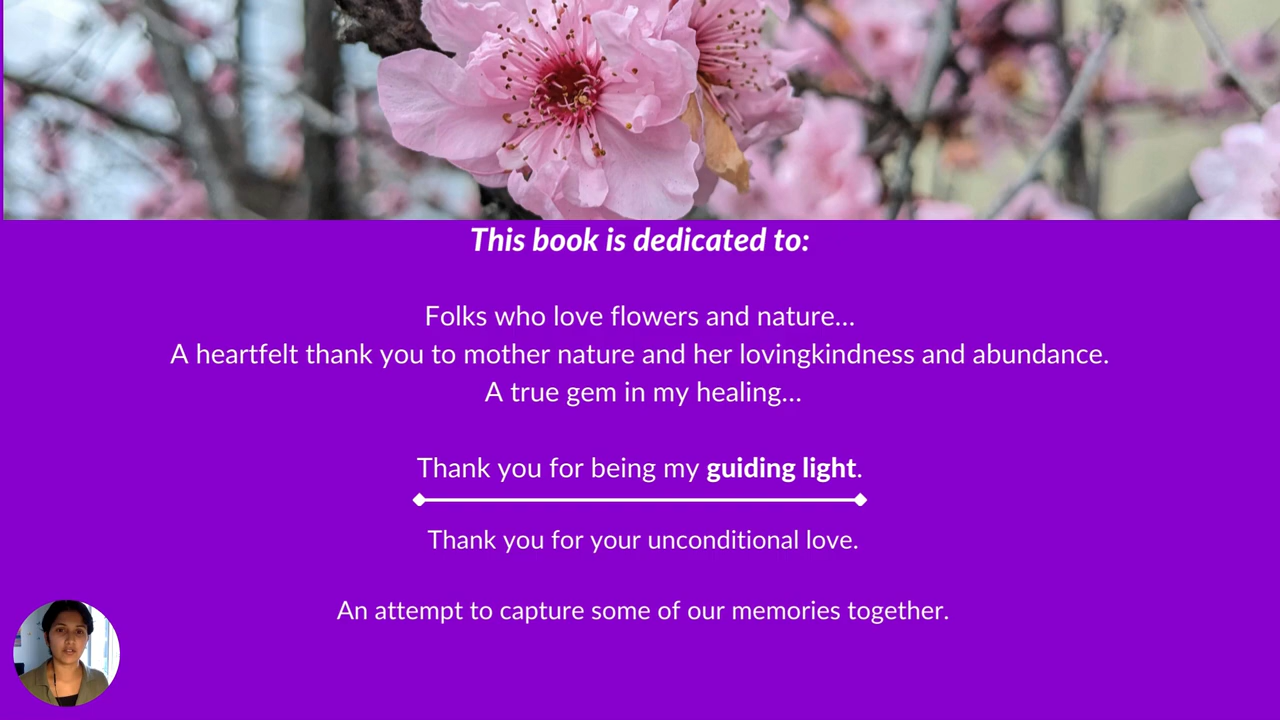 This book is dedicated to:
Folks who love flowers and nature...
A heartfelt thank you to mother nature and her lovingkindness and abundance.
A true gem in my healing...
Thank you for being my guiding light.
Thank you for your unconditional love.
An attempt to capture some of our memories together.